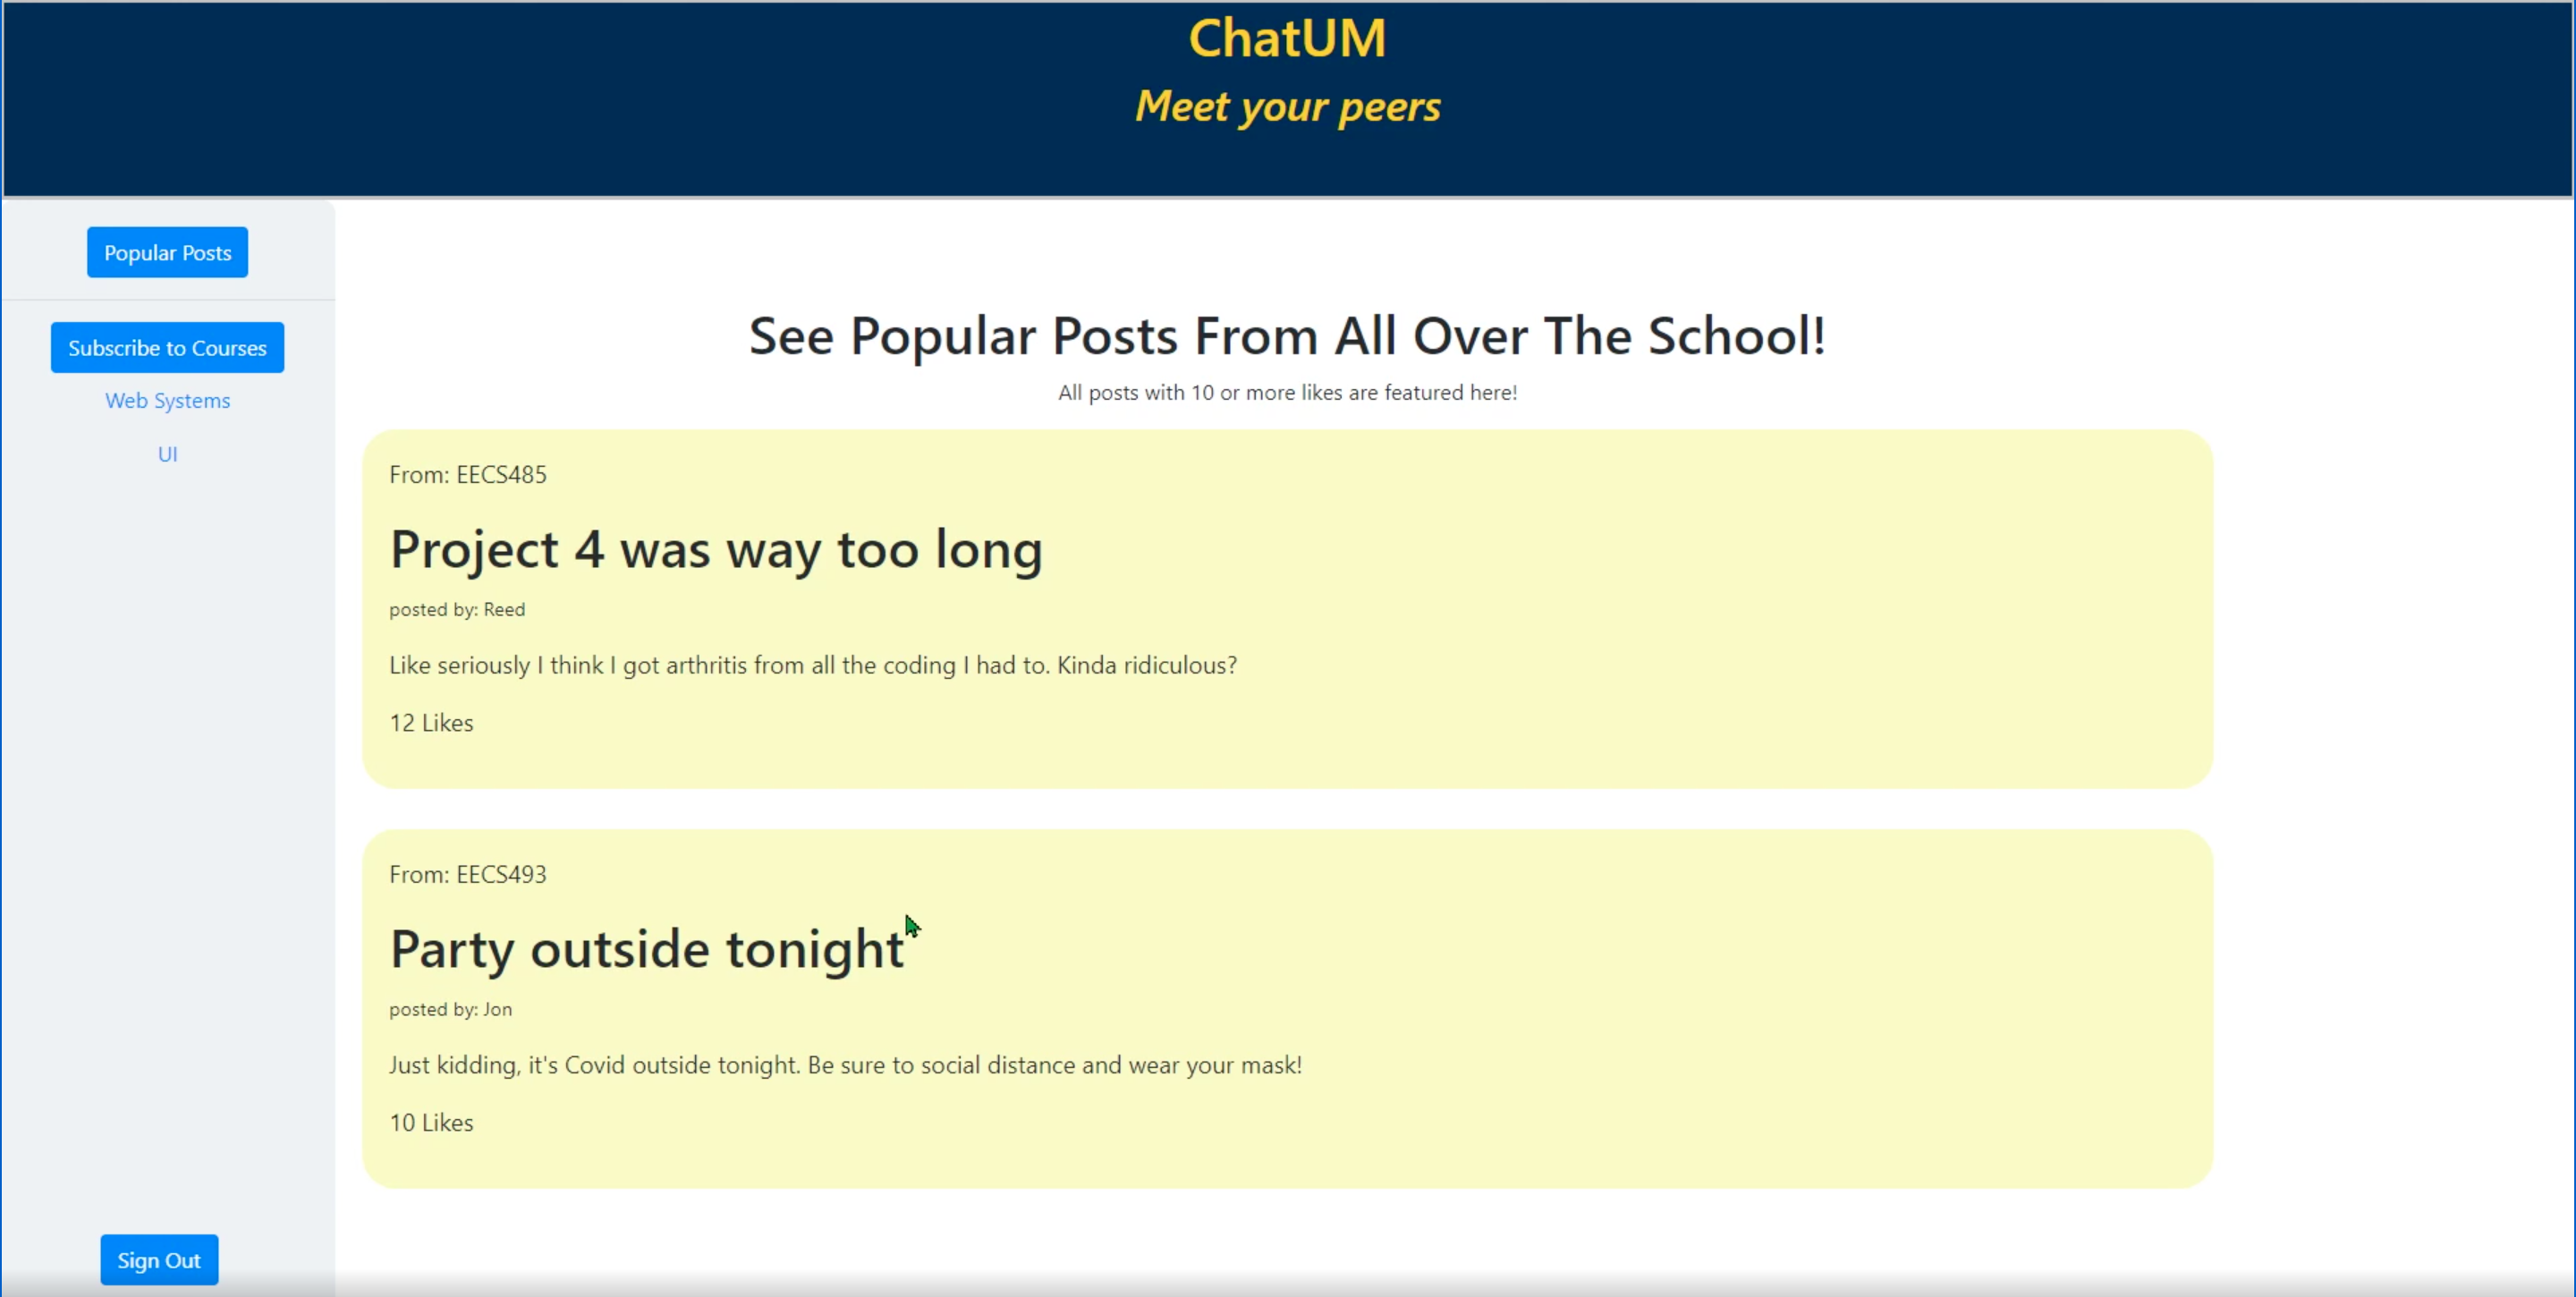 ChatUM
Meet your peers
Popular Posts
Subscribe to Courses
Web Systems
UI
Sign Out
See Popular Posts From All Over The School!
All posts with 10 or more likes are featured here!
From: EECS485
Project 4 was way too long
posted by: Reed
Like seriously I think I got arthritis from all the coding I had to. Kinda ridiculous?
12 Likes
From: EECS493
Party outside tonight
posted by: Jon
Just kidding, it's Covid outside tonight. Be sure to social distance and wear your mask!
10 Likes